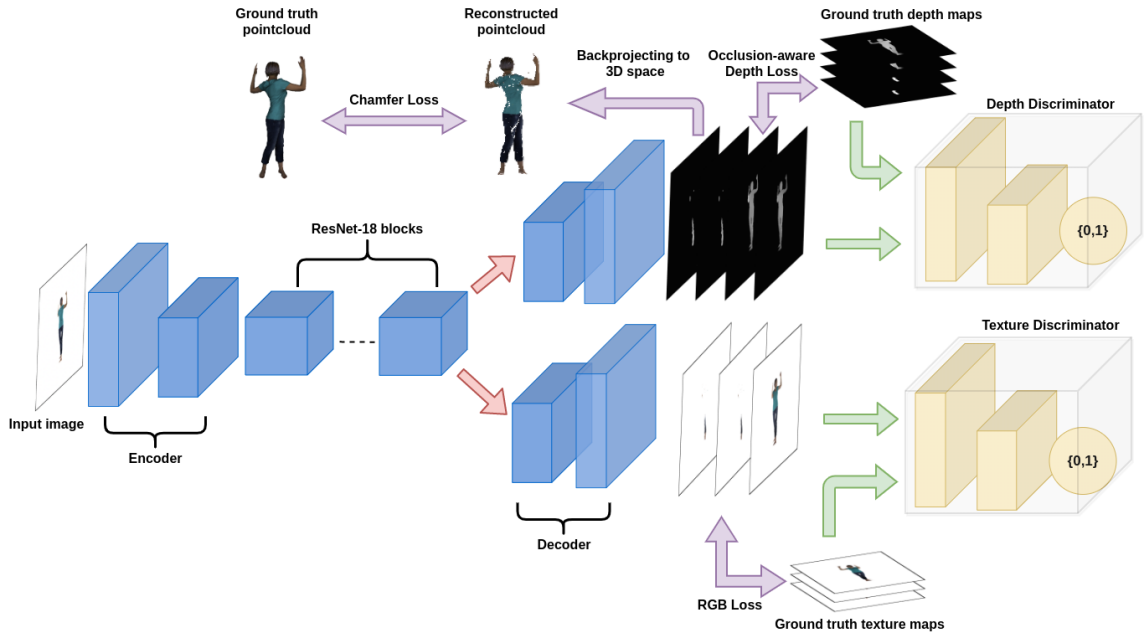 Ground truth
pointcloud
Reconstructed
pointcloud
Ground truth depth maps
Backprojecting to
3D space
Occlusion-aware
Depth Loss
Chamfer Loss
Depth Discriminator
{0,1}
ResNet-18 blocks
Texture Discriminator
Input image
Encoder
{0,1}
Decoder
RGB Loss
Ground truth texture maps